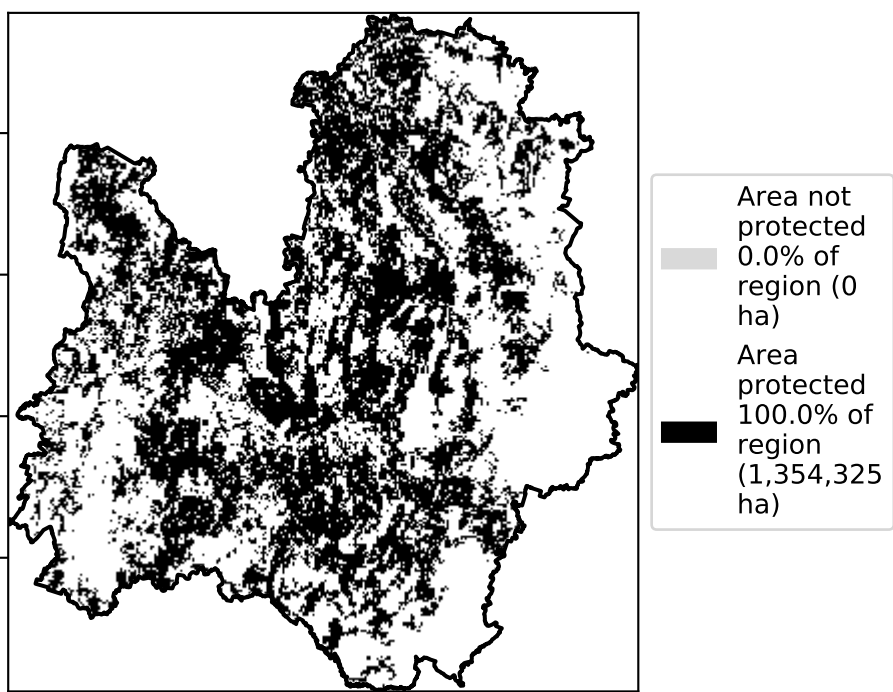 Area not
protected
0.0% of
region (0
ha)
Area
protected
100.0% of
region
(1,354,325
ha)